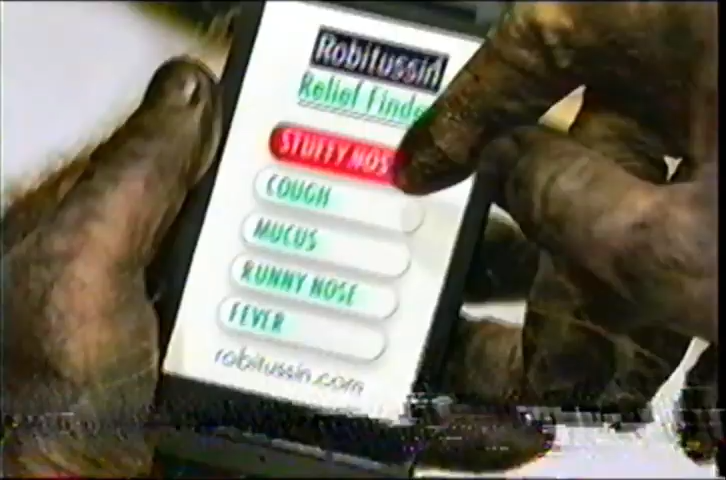 Robitussin
Relief Finde
STUFFY NOS
COUGH
MUCUS
RUNNY NOSE
FEVER
robitussin.com